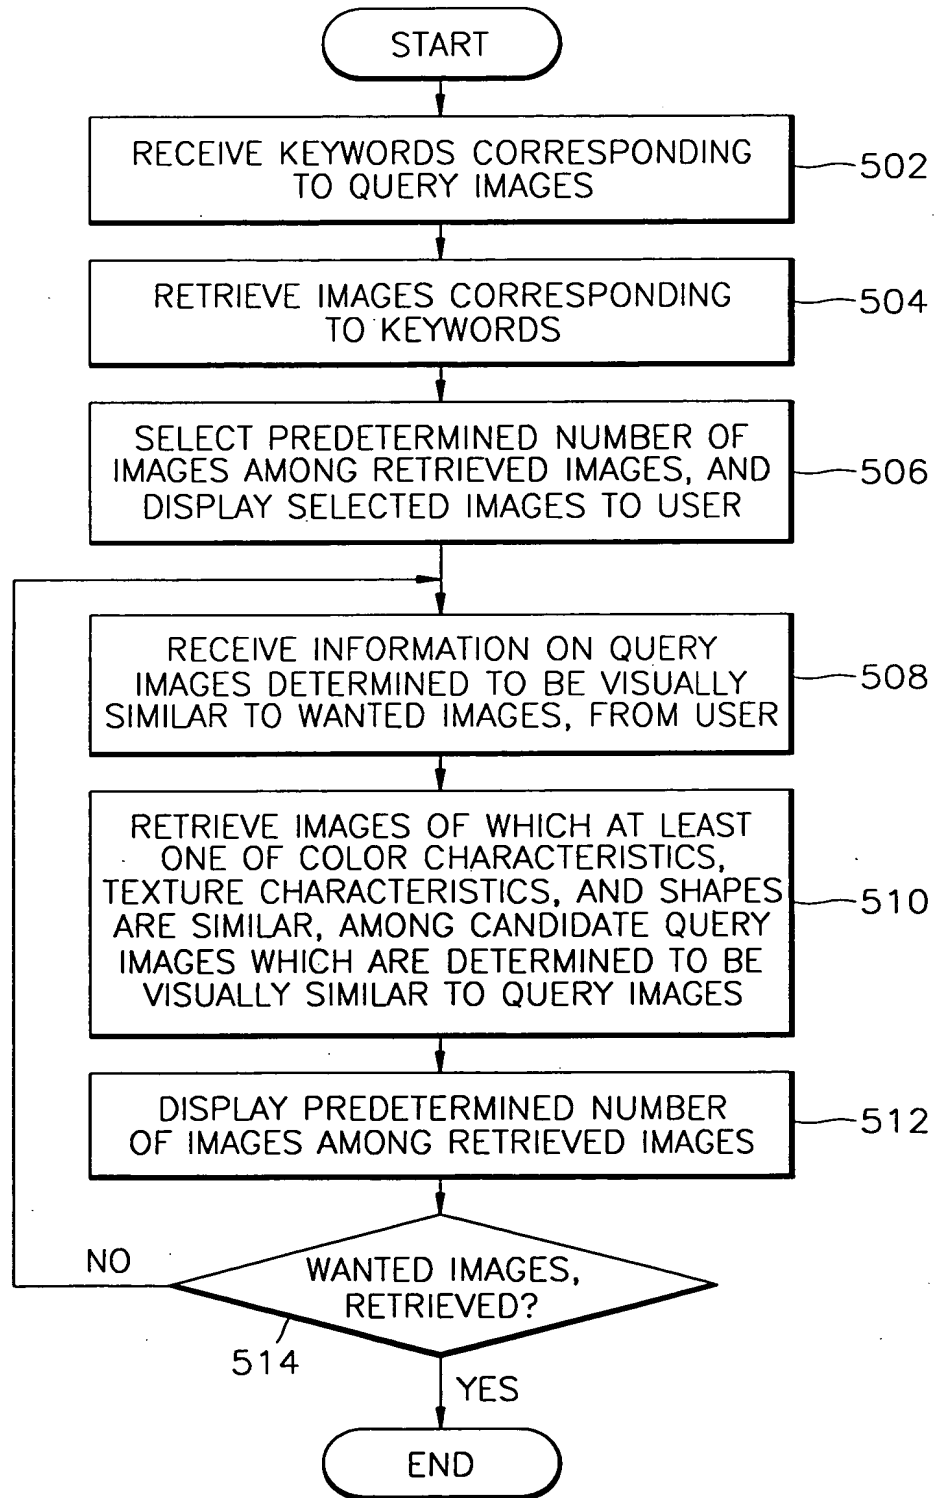 START
RECEIVE KEYWORDS CORRESPONDING
TO QUERY IMAGES
502
RETRIEVE IMAGES CORRESPONDING
TO KEYWORDS
504
SELECT PREDETERMINED NUMBER OF
IMAGES AMONG RETRIEVED IMAGES, AND
DISPLAY SELECTED IMAGES TO USER
506
RECEIVE INFORMATION ON QUERY
IMAGES DETERMINED TO BE VISUALLY
SIMILAR TO WANTED IMAGES, FROM USER
508
RETRIEVE IMAGES OF WHICH AT LEAST
ONE OF COLOR CHARACTERISTICS,
TEXTURE CHARACTERISTICS, AND SHAPES
ARE SIMILAR, AMONG CANDIDATE QUERY
IMAGES WHICH ARE DETERMINED TO BE
VISUALLY SIMILAR TO QUERY IMAGES
510
DISPLAY PREDETERMINED NUMBER
OF IMAGES AMONG RETRIEVED IMAGES
512
NO
WANTED IMAGES,
RETRIEVED?
514
YES
END